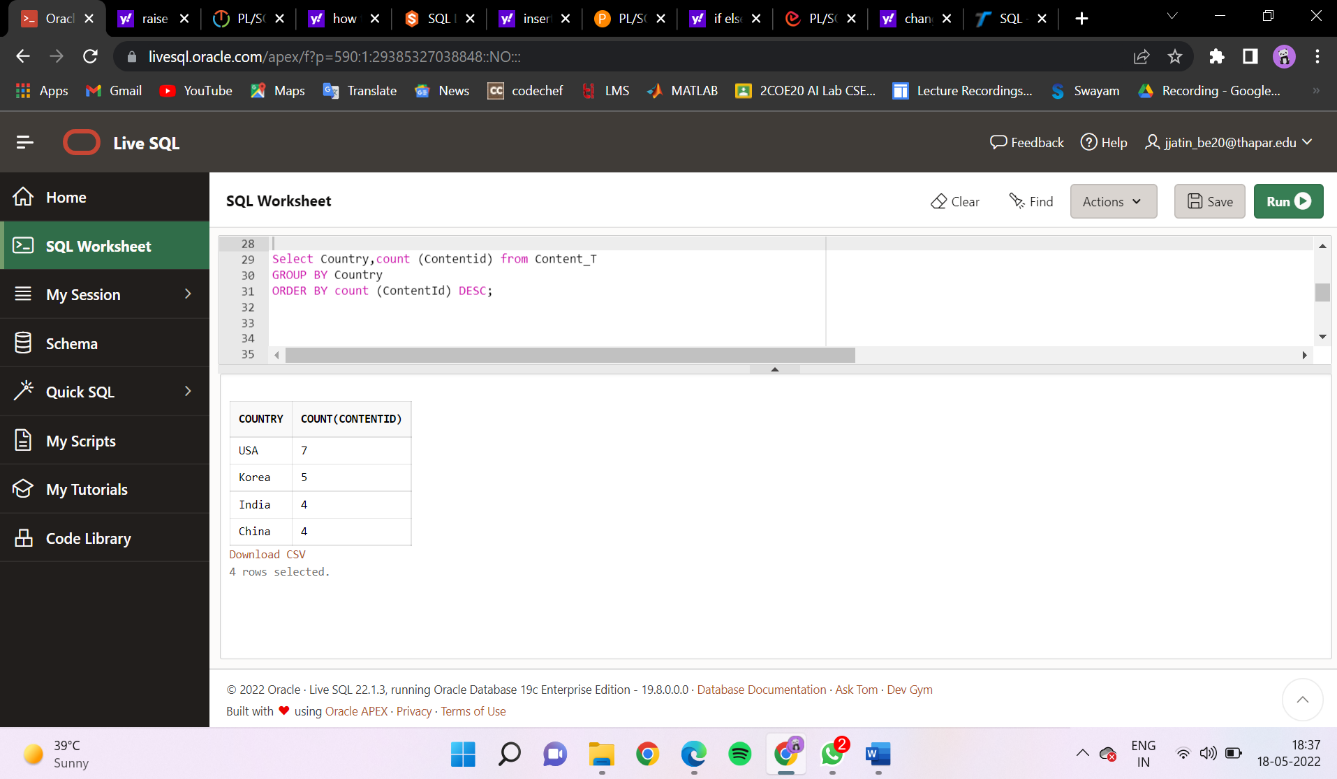 Oracl
raise
PL/S
how
SQL
inser
PL/S
if els
PL/S
chan
SQL
livesql.oracle.com/apex/f?p=590:1:29385327038848::NO:::
Apps
Gmail
YouTube
Maps
Translate
News
CC codechef
LMS
MATLAB
2COE20 AI Lab CSE...
Lecture Recordings...
Swayam
Recording - Google...
»
Live SQL
Feedback
Help
jjatin_be20@thapar.edu
Home
SQL Worksheet
My Session
Schema
Quick SQL
My Scripts
My Tutorials
Code Library
SQL Worksheet
Clear
Find
Actions
Save
Run
28
29 Select Country,count (Contentid) from Content_T
30 GROUP BY Country
31 ORDER BY count (ContentId) DESC;
32
33
34
35
COUNTRY COUNT(CONTENTID)
USA 7
Korea 5
India 4
China 4
Download CSV
4 rows selected.
© 2022 Oracle · Live SQL 22.1.3, running Oracle Database 19c Enterprise Edition - 19.8.0.0.0 · Database Documentation · Ask Tom · Dev Gym
Built with ❤ using Oracle APEX · Privacy · Terms of Use
39°C
Sunny
2
ENG
IN
18:37
18-05-2022